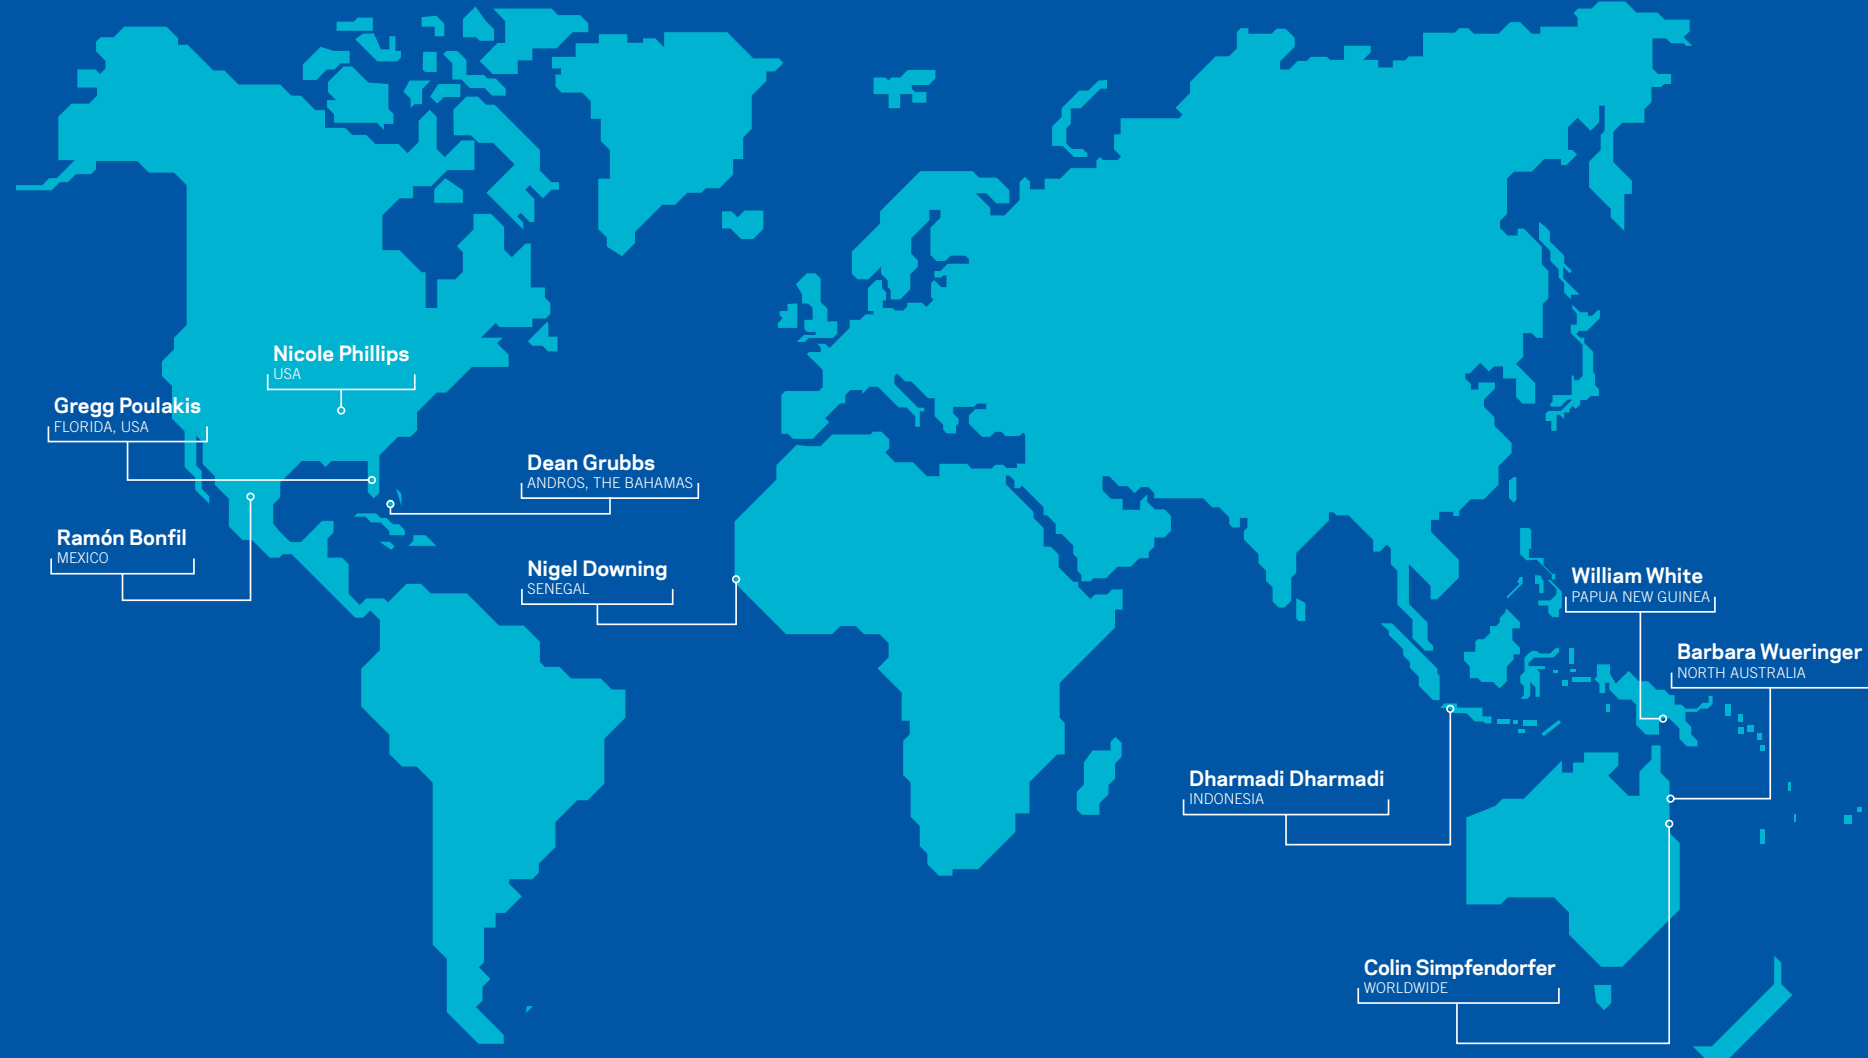 Nicole Phillips
USA
Gregg Poulakis
FLORIDA, USA
Dean Grubbs
ANDROS, THE BAHAMAS
Ramón Bonfil
MEXICO
Nigel Downing
SENEGAL
William White
PAPUA NEW GUINEA
Barbara Wueringer
NORTH AUSTRALIA
Dharmadi Dharmadi
INDONESIA
Colin Simpfendorfer
WORLDWIDE